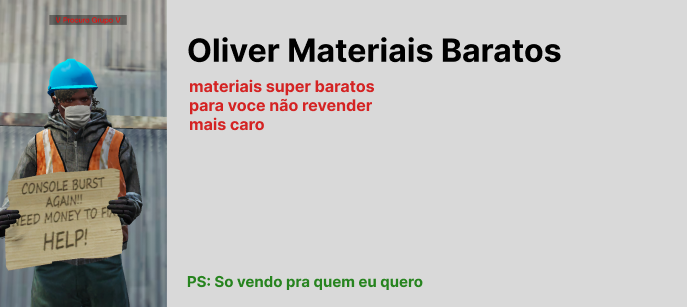 Oliver Materiais Baratos
materiais super baratos
para voce não revender
mais caro
CONSOLE BURST
AGAIN!!
NEED MONEY TO FIX
HELP!
PS: So vendo pra quem eu quero